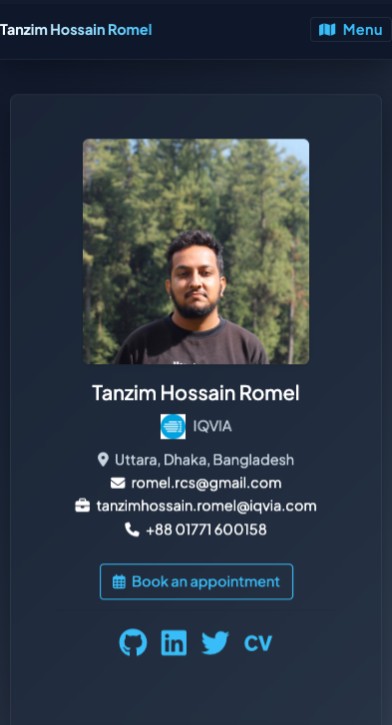 Tanzim Hossain Romel
Menu
Tanzim Hossain Romel
IQVIA
Uttara, Dhaka, Bangladesh
romel.rcs@gmail.com
tanzimhossain.romel@iqvia.com
+88 01771 600158
Book an appointment
CV